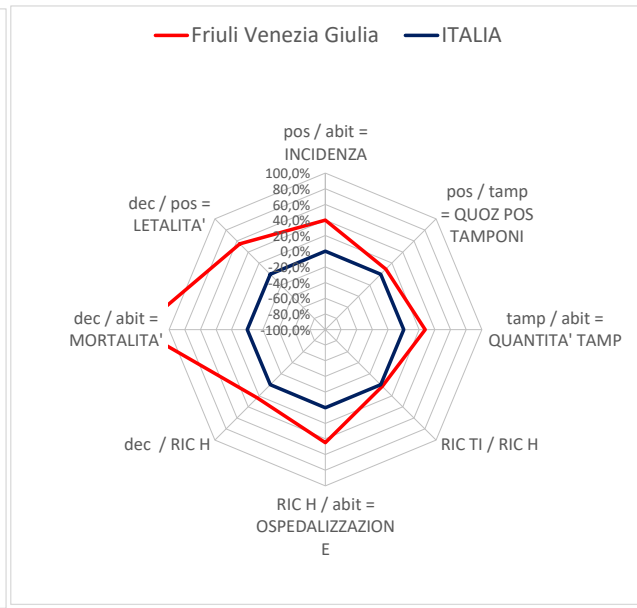 Friuli Venezia Giulia
ITALIA
pos / abit =
INCIDENZA
pos / tamp
= QUOZ POS
TAMPONI
tamp / abit =
QUANTITA' TAMP
RIC TI / RIC H
RIC H / abit =
OSPEDALIZZAZION
E
dec / RIC H
dec / abit =
MORTALITA'
dec / pos =
LETALITA'
100,0%
80,0%
60,0%
40,0%
20,0%
0,0%
-20,0%
-40,0%
-60,0%
-80,0%
-100,0%